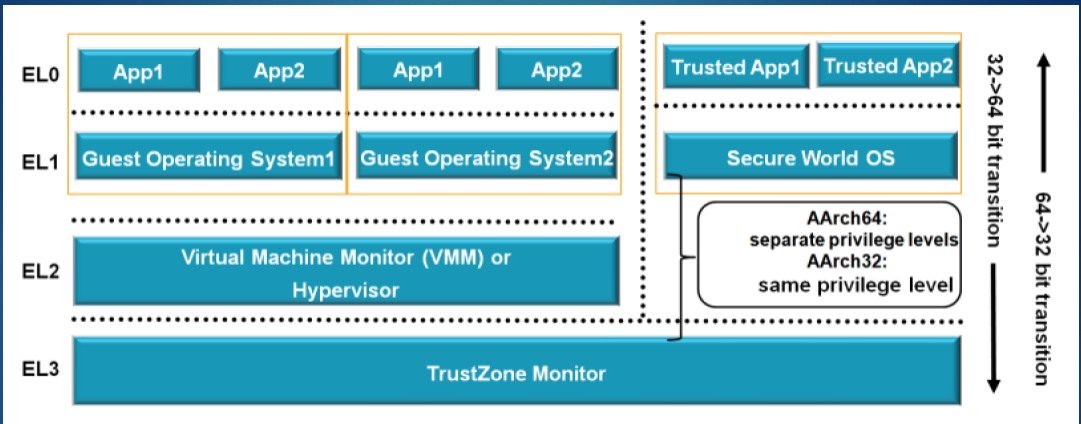 EL0
App1
App2
App1
App2
Trusted App1
Trusted App2
EL1
Guest Operating System1
Guest Operating System2
Secure World OS
AArch64:
separate privilege levels
AArch32:
same privilege level
EL2
Virtual Machine Monitor (VMM) or
Hypervisor
EL3
TrustZone Monitor
32->64 bit transition
64->32 bit transition